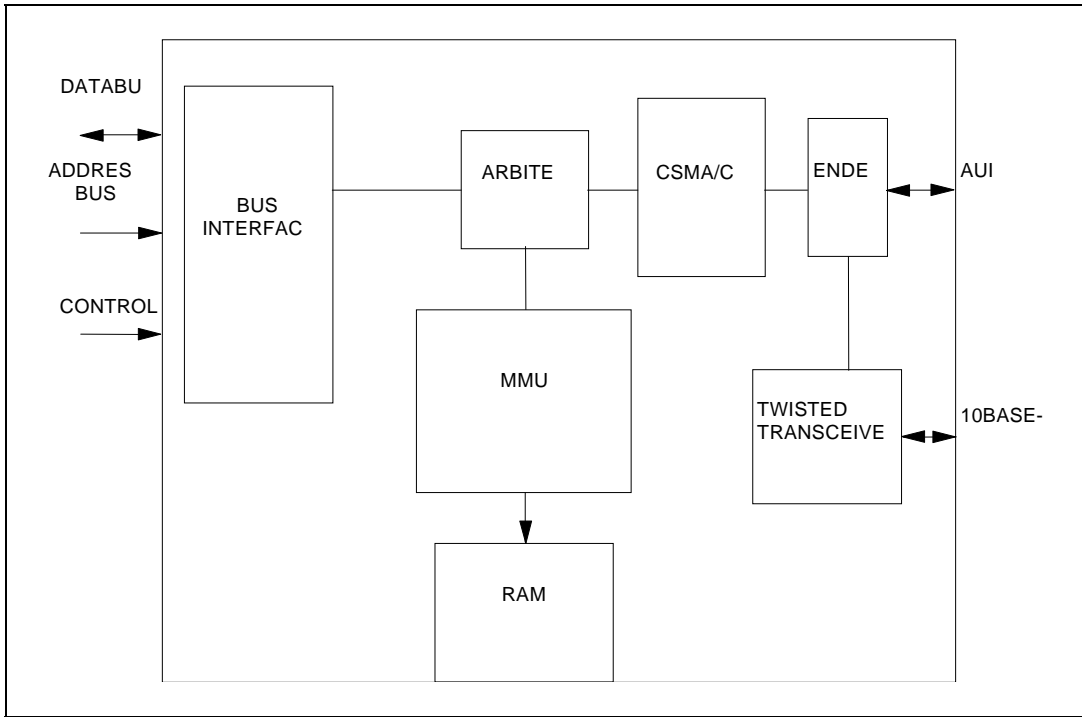 DATABU
ADDRES
BUS
CONTROL
BUS
INTERFAC
ARBITE
CSMA/C
ENDE
AUI
MMU
TWISTED
TRANSCEIVE
10BASE-
RAM